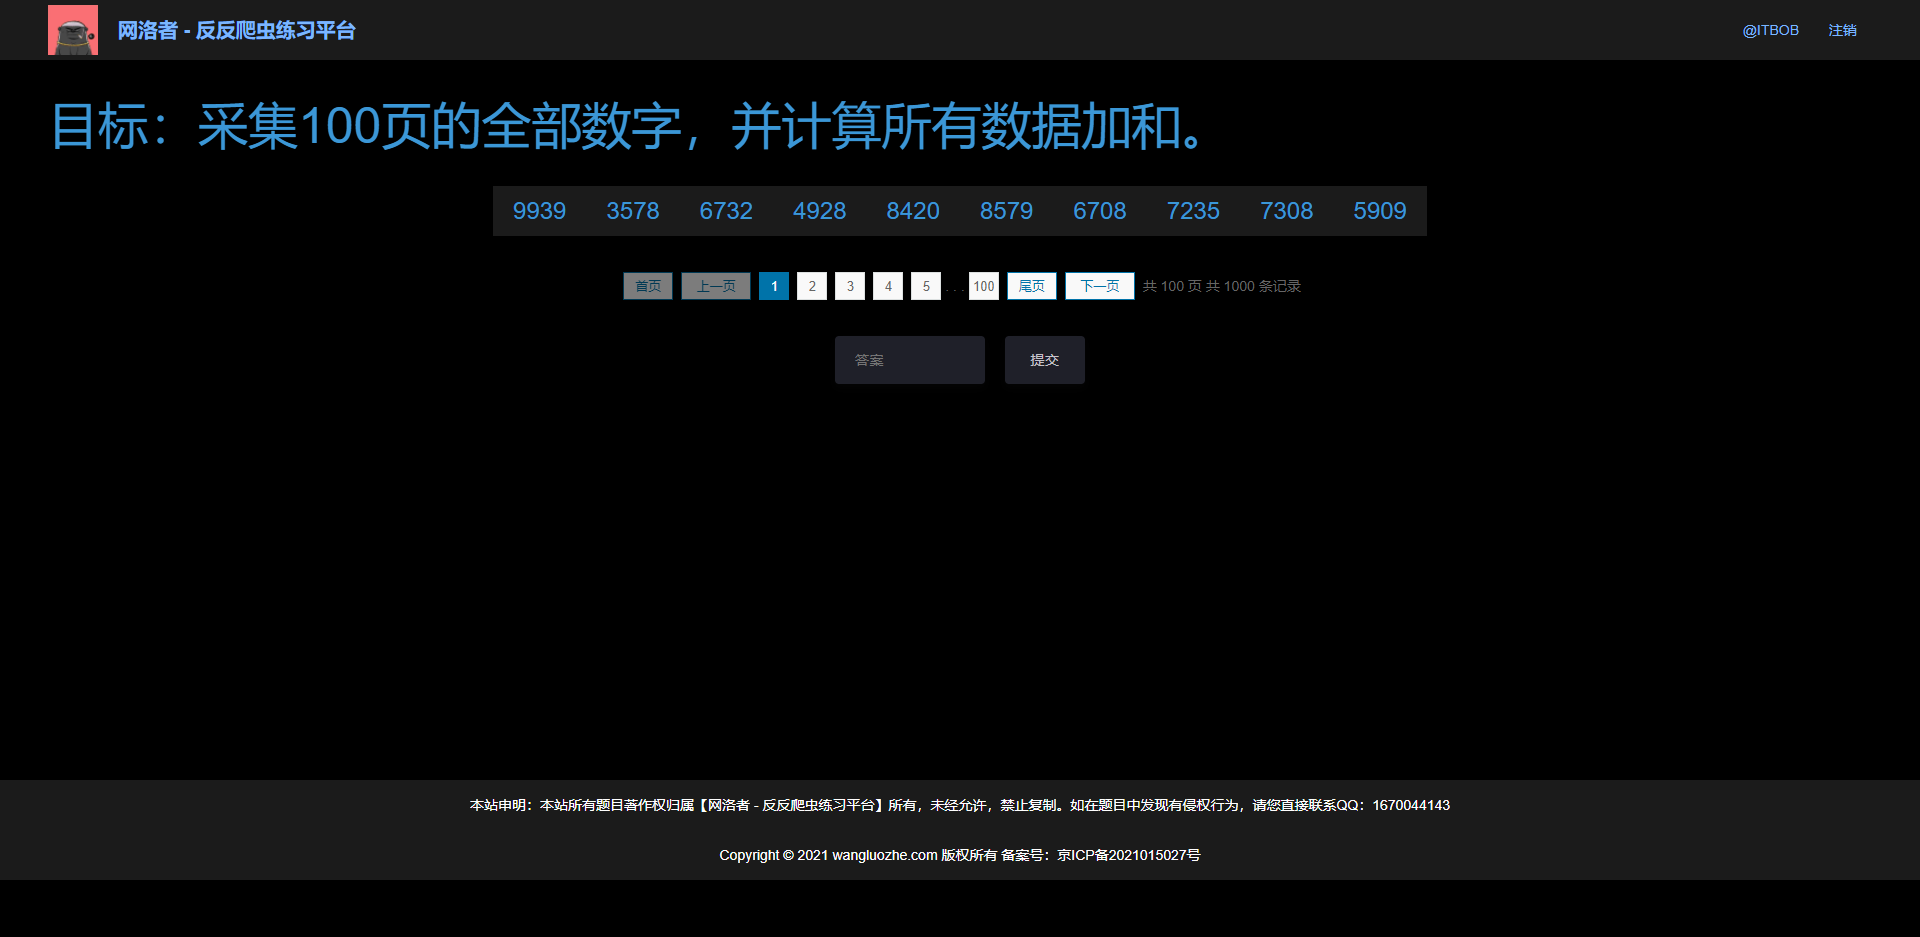 网洛者 - 反反爬虫练习平台 @ITBOB 注销
目标：采集100页的全部数字，并计算所有数据加和。
9939 3578 6732 4928 8420 8579 6708 7235 7308 5909
首页 上一页 1 2 3 4 5 . . . 100 尾页 下一页 共 100 页 共 1000 条记录
答案 提交
本站申明：本站所有题目著作权归属【网洛者 - 反反爬虫练习平台】所有，未经允许，禁止复制。如在题目中发现有侵权行为，请您直接联系QQ：1670044143
Copyright © 2021 wangluozhe.com 版权所有 备案号：京ICP备2021015027号